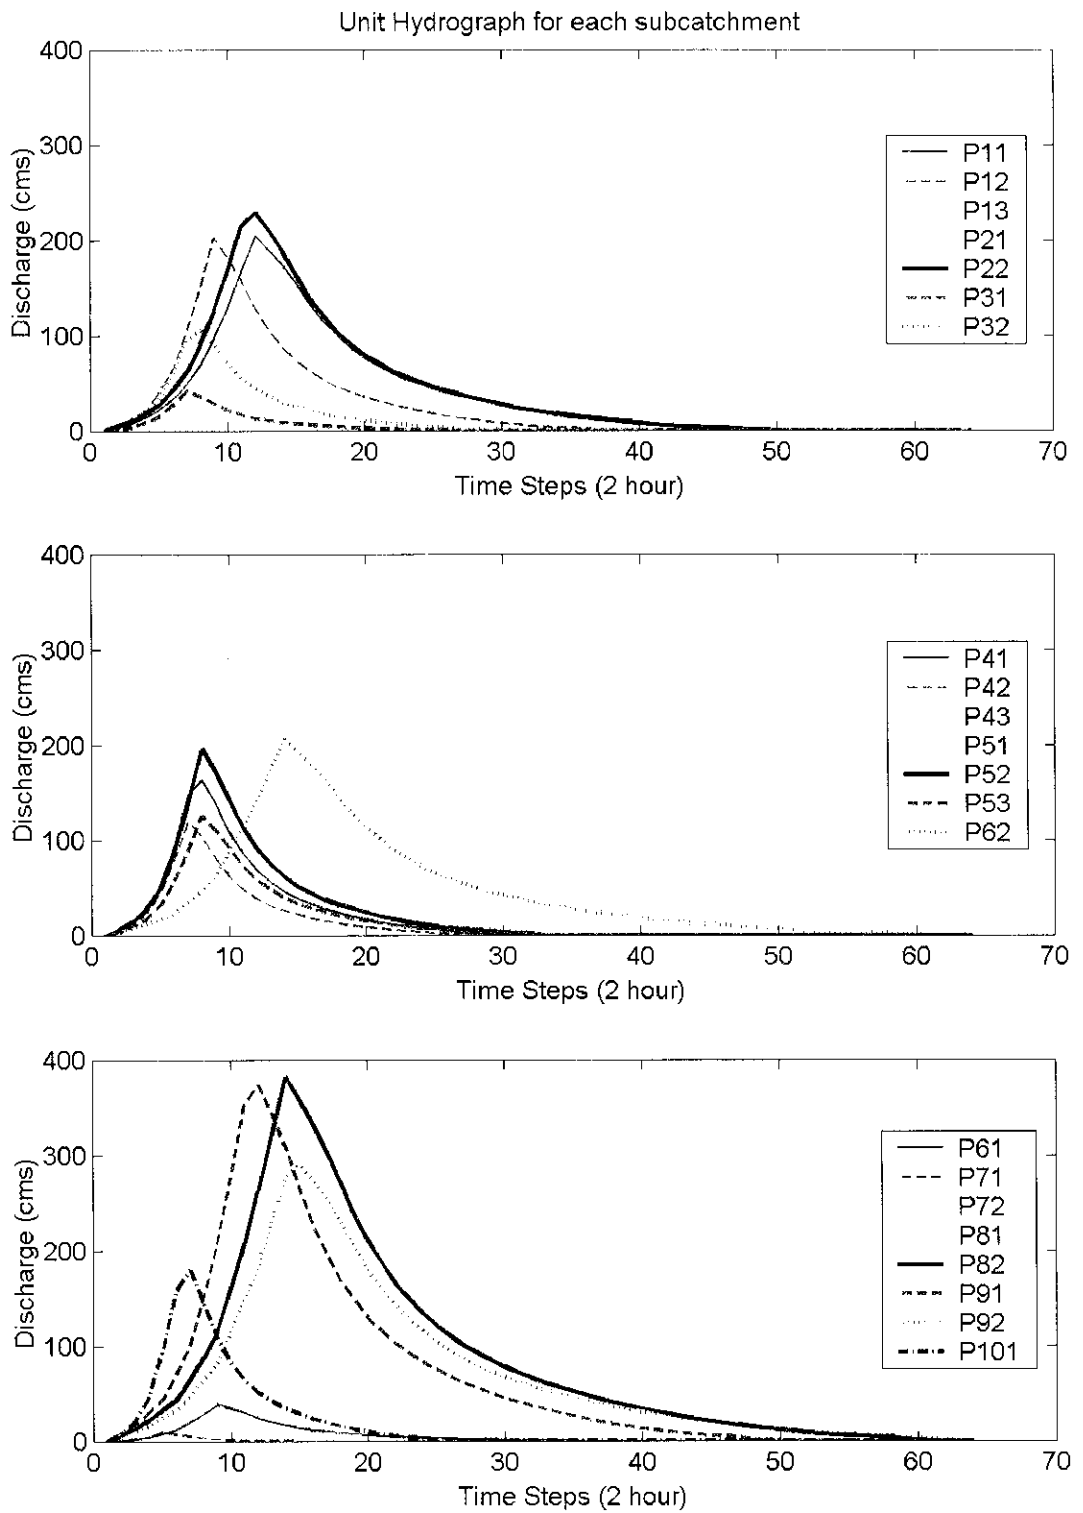 Unit Hydrograph for each subcatchment
400
300
200
100
0
Discharge (cms)
0 10 20 30 40 50 60 70
Time Steps (2 hour)
P11
P12
P13
P21
P22
P31
P32
400
300
200
100
0
Discharge (cms)
0 10 20 30 40 50 60 70
Time Steps (2 hour)
P41
P42
P43
P51
P52
P53
P62
400
300
200
100
0
Discharge (cms)
0 10 20 30 40 50 60 70
Time Steps (2 hour)
P61
P71
P72
P81
P82
P91
P92
P101